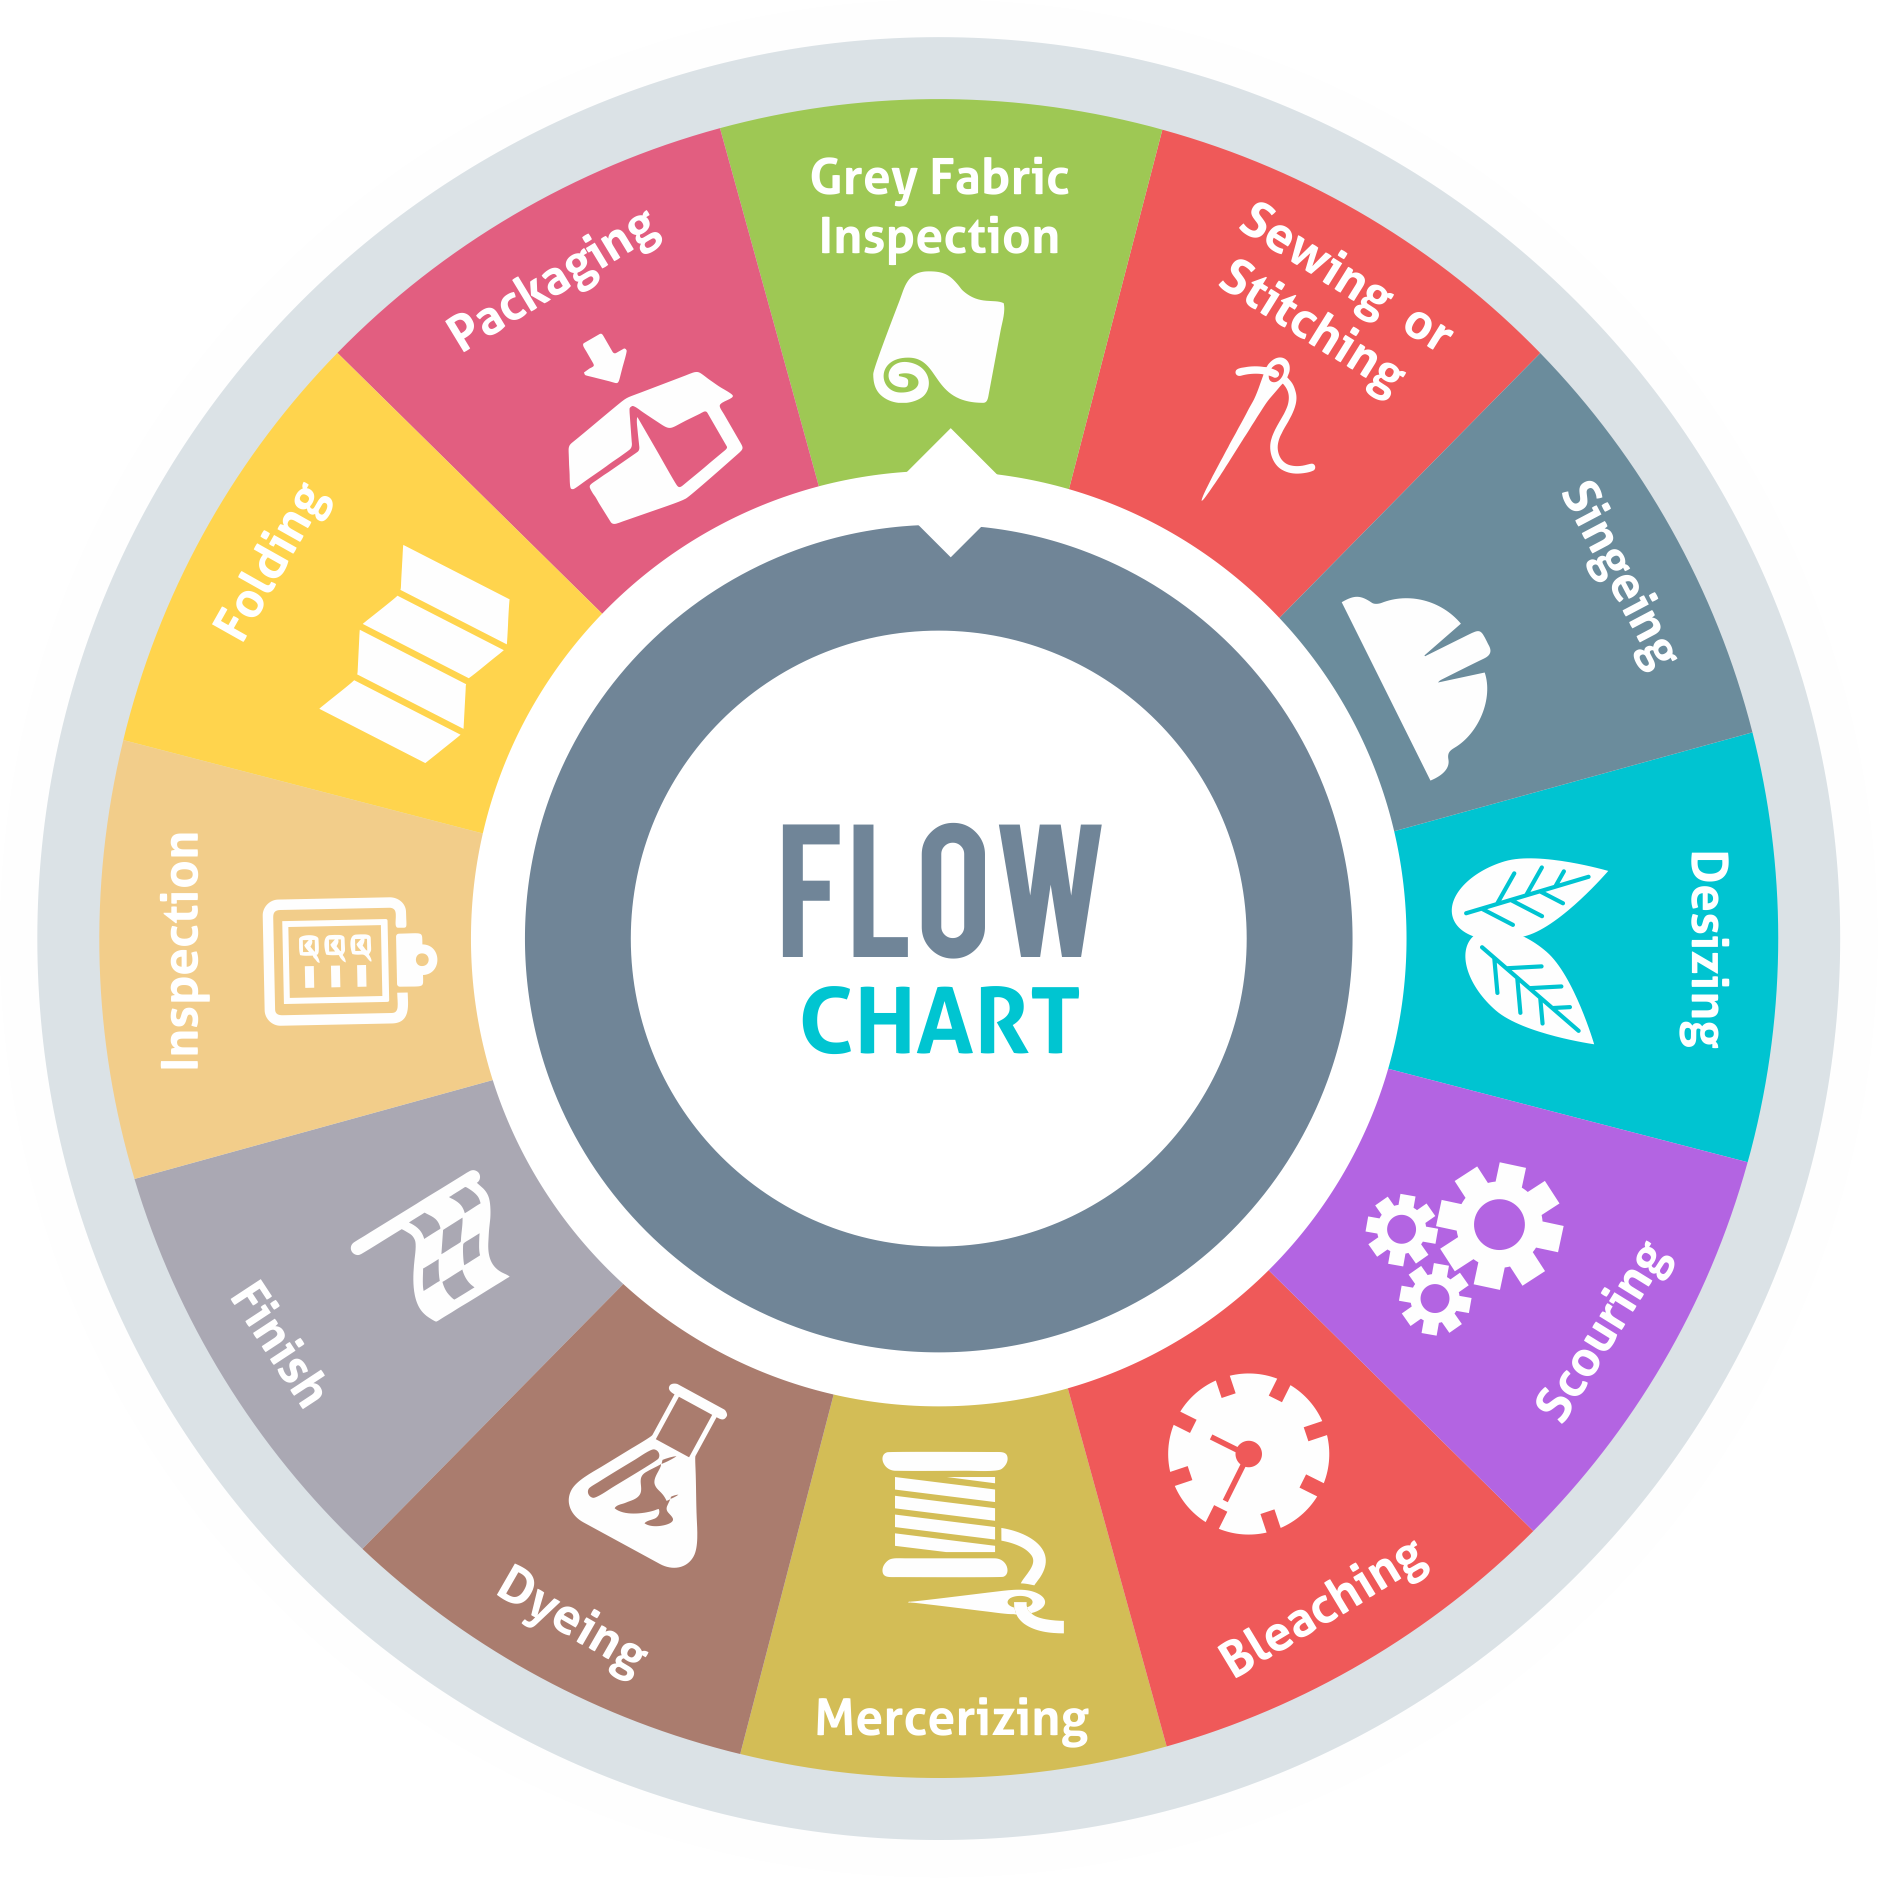 Grey Fabric
Inspection
Sewing or
Stitching
Singeing
Desizing
Scouring
Bleaching
Mercerizing
Dyeing
Finish
Inspection
Folding
Packaging
FLOW
CHART